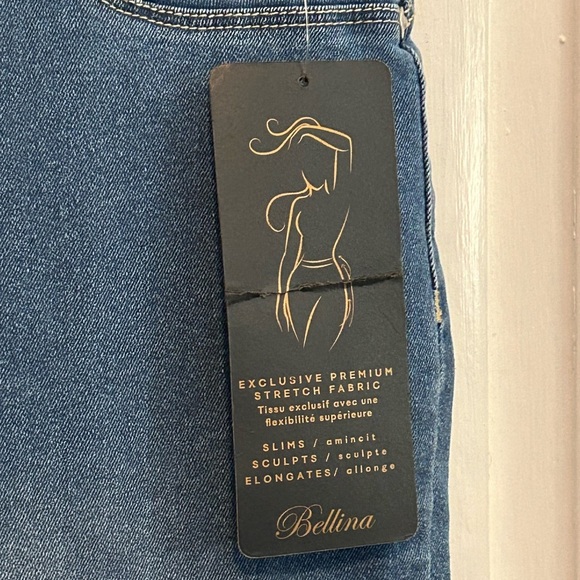 EXCLUSIVE PREMIUM
STRETCH FABRIC
Tissu exclusif avec une
flexibilité supérieure
SLIMS / amincit
SCULPTS / sculpte
ELONGATES/ allonge
Bellina